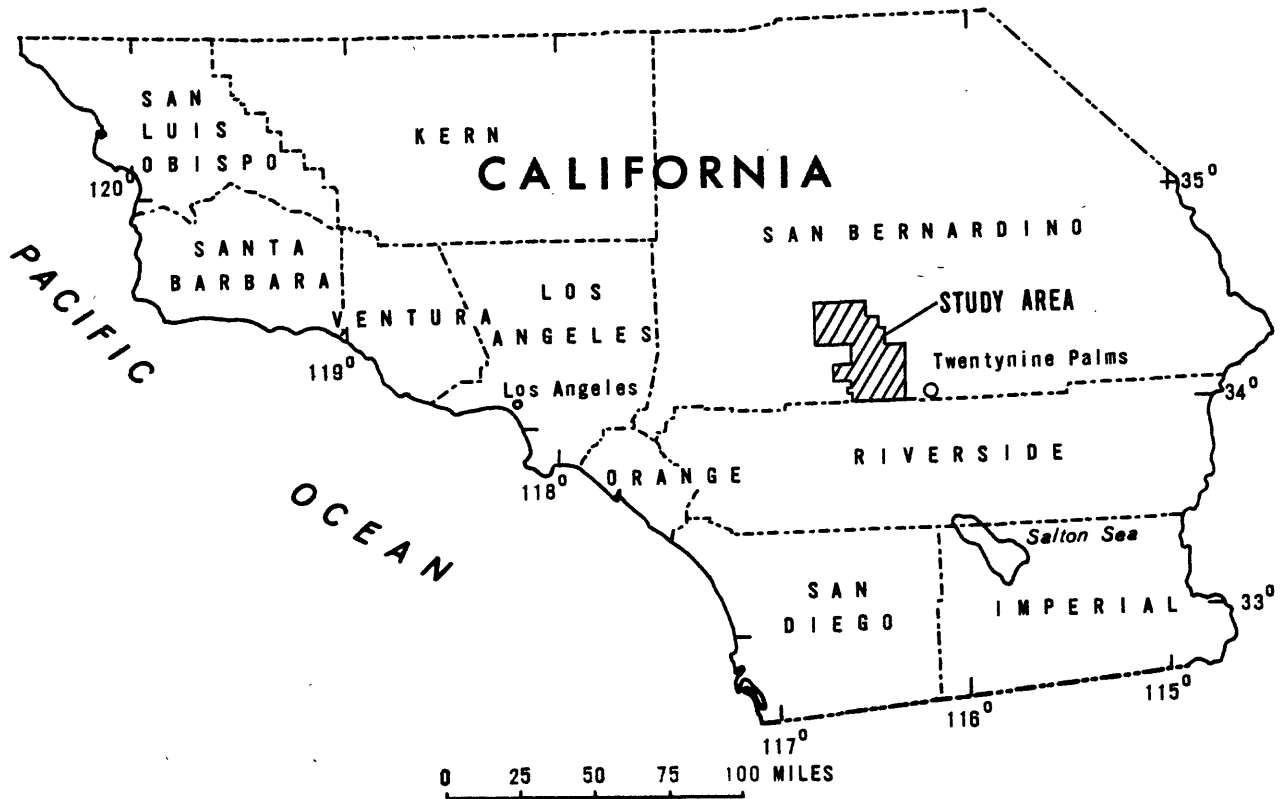 SAN
LUIS
OBISPO
KERN
CALIFORNIA
120°
35°
SAN BERNARDINO
SANTA
BARBARA
PACIFIC
LOS
ANGELES
VENTURA
STUDY AREA
Twentynine Palms
119°
Los Angeles
34°
RIVERSIDE
ORANGE
118°
OCEAN
Salton Sea
SAN
DIEGO
IMPERIAL
33°
115°
116°
117°
0 25 50 75 100 MILES